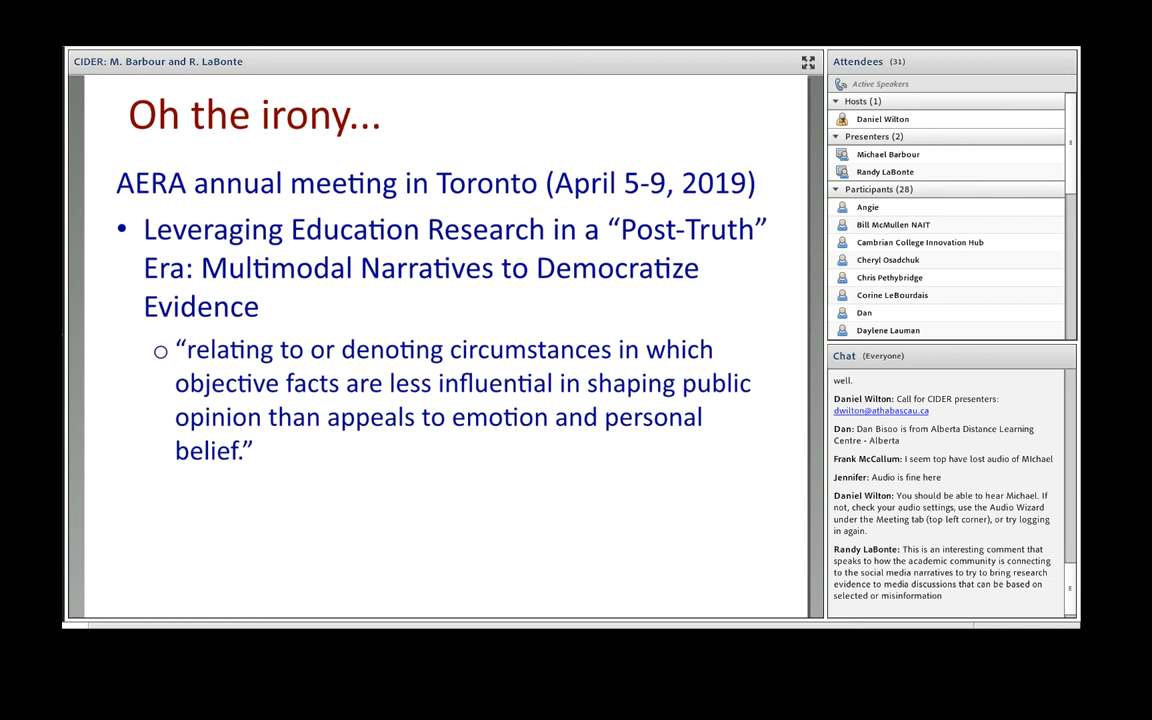 CIDER: M. Barbour and R. LaBonte
Oh the irony...
AERA annual meeting in Toronto (April 5-9, 2019)
• Leveraging Education Research in a “Post-Truth”
Era: Multimodal Narratives to Democratize
Evidence
o “relating to or denoting circumstances in which
objective facts are less influential in shaping public
opinion than appeals to emotion and personal
belief.”
Attendees (31)
Active Speakers
Hosts (1)
Daniel Wilton
Presenters (2)
Michael Barbour
Randy LaBonte
Participants (28)
Angie
Bill McMullen NAIT
Cambrian College Innovation Hub
Cheryl Osadchuk
Chris Pethybridge
Corine LeBourdais
Dan
Daylene Lauman
Chat (Everyone)
well.
Daniel Wilton: Call for CIDER presenters:
dwilton@athabascau.ca
Dan: Dan Bisoo is from Alberta Distance Learning
Centre - Alberta
Frank McCallum: I seem top have lost audio of MIchael
Jennifer: Audio is fine here
Daniel Wilton: You should be able to hear Michael. If
not, check your audio settings, use the Audio Wizard
under the Meeting tab (top left corner), or try logging
in again.
Randy LaBonte: This is an interesting comment that
speaks to how the academic community is connecting
to the social media narratives to try to bring research
evidence to media discussions that can be based on
selected or misinformation